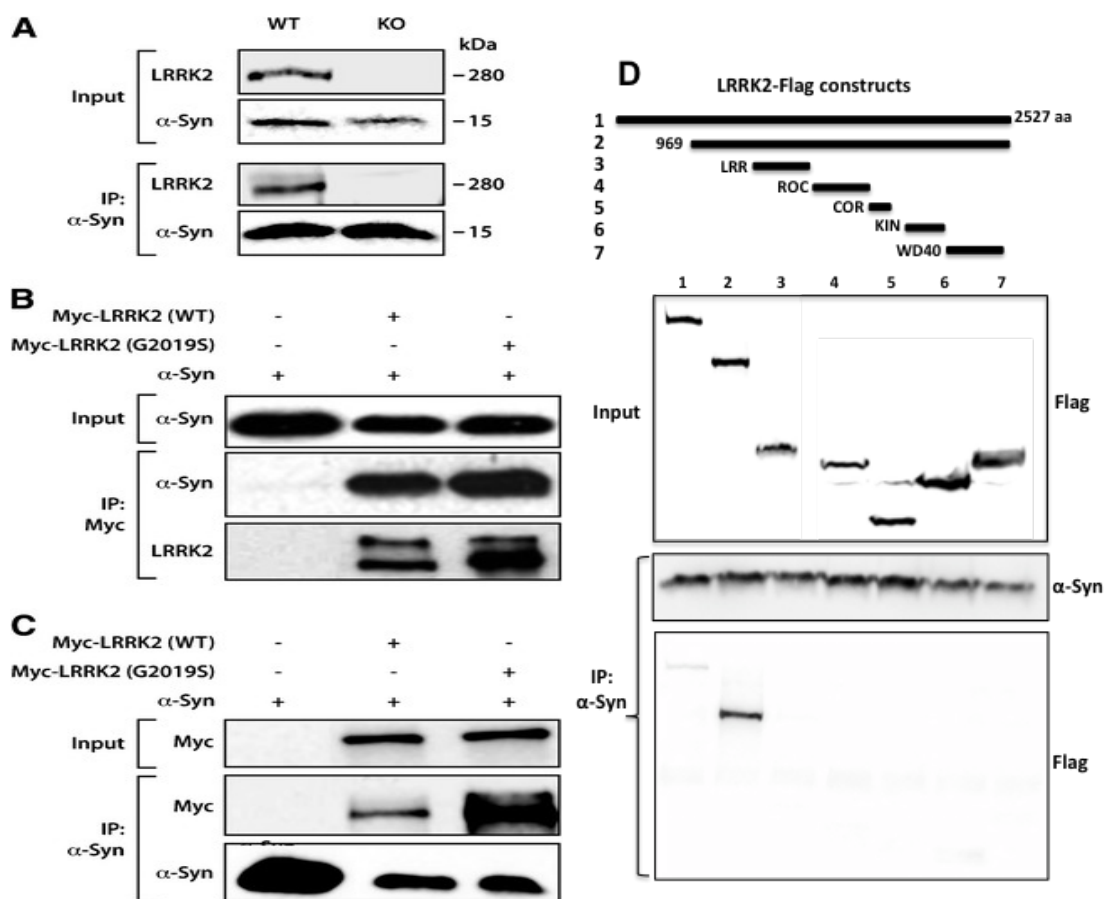 A
WT KO
kDa
Input
LRRK2 –280
α-Syn –15
IP:
α-Syn
LRRK2 –280
α-Syn –15
B
Myc-LRRK2 (WT) - + -
Myc-LRRK2 (G2019S) - - +
α-Syn + + +
Input α-Syn
IP:
Myc
α-Syn
LRRK2
C
Myc-LRRK2 (WT) - + -
Myc-LRRK2 (G2019S) - - +
α-Syn + + +
Input Myc
IP:
α-Syn
Myc
α-Syn
D
LRRK2-Flag constructs
1 2527 aa
2 969
3 LRR
4 ROC
5 COR
6 KIN
7 WD40
1 2 3 4 5 6 7
Input Flag
α-Syn
IP:
α-Syn
Flag